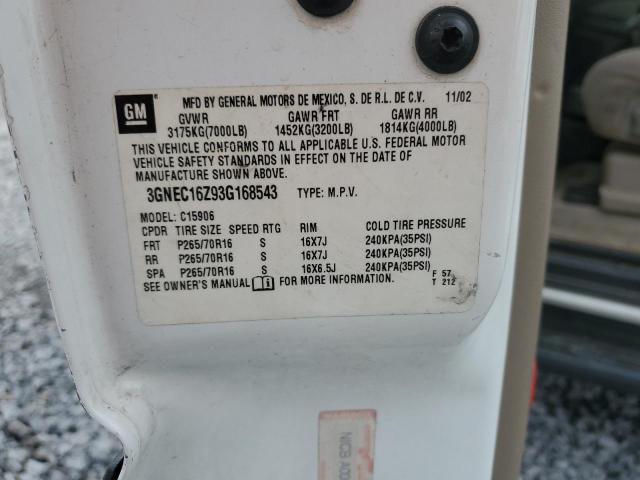 GM
MFD BY GENERAL MOTORS DE MEXICO, S. DE R.L. DE C.V. 11/02
GVWR GAWR FRT GAWR RR
3175KG(7000LB) 1452KG(3200LB) 1814KG(4000LB)
THIS VEHICLE CONFORMS TO ALL APPLICABLE U.S. FEDERAL MOTOR
VEHICLE SAFETY STANDARDS IN EFFECT ON THE DATE OF
MANUFACTURE SHOWN ABOVE.
3GNEC16Z93G168543 TYPE: M.P.V.
MODEL: C15906
CPDR TIRE SIZE SPEED RTG RIM COLD TIRE PRESSURE
FRT P265/70R16 S 16X7J 240KPA(35PSI)
RR P265/70R16 S 16X7J 240KPA(35PSI)
SPA P265/70R16 S 16X6.5J 240KPA(35PSI)
SEE OWNER'S MANUAL FOR MORE INFORMATION.
F 57
T 212
NICB